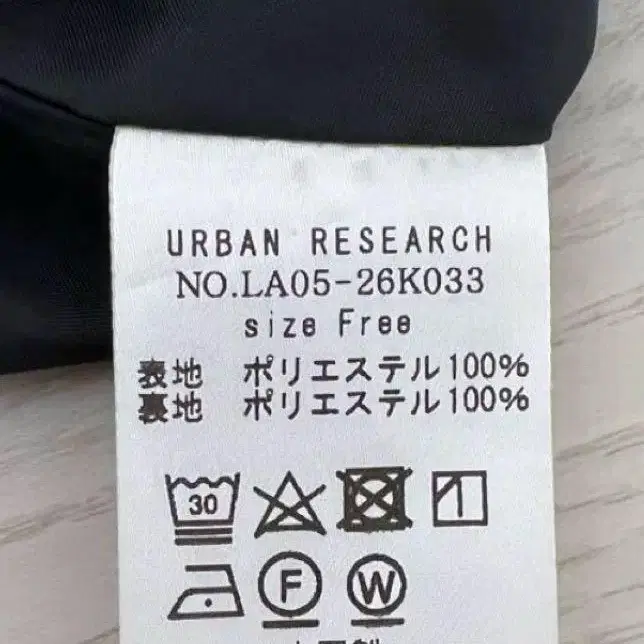 URBAN RESEARCH
NO.LA05-26K033
size Free
表地 ポリエステル100%
裏地 ポリエステル100%
30
F W